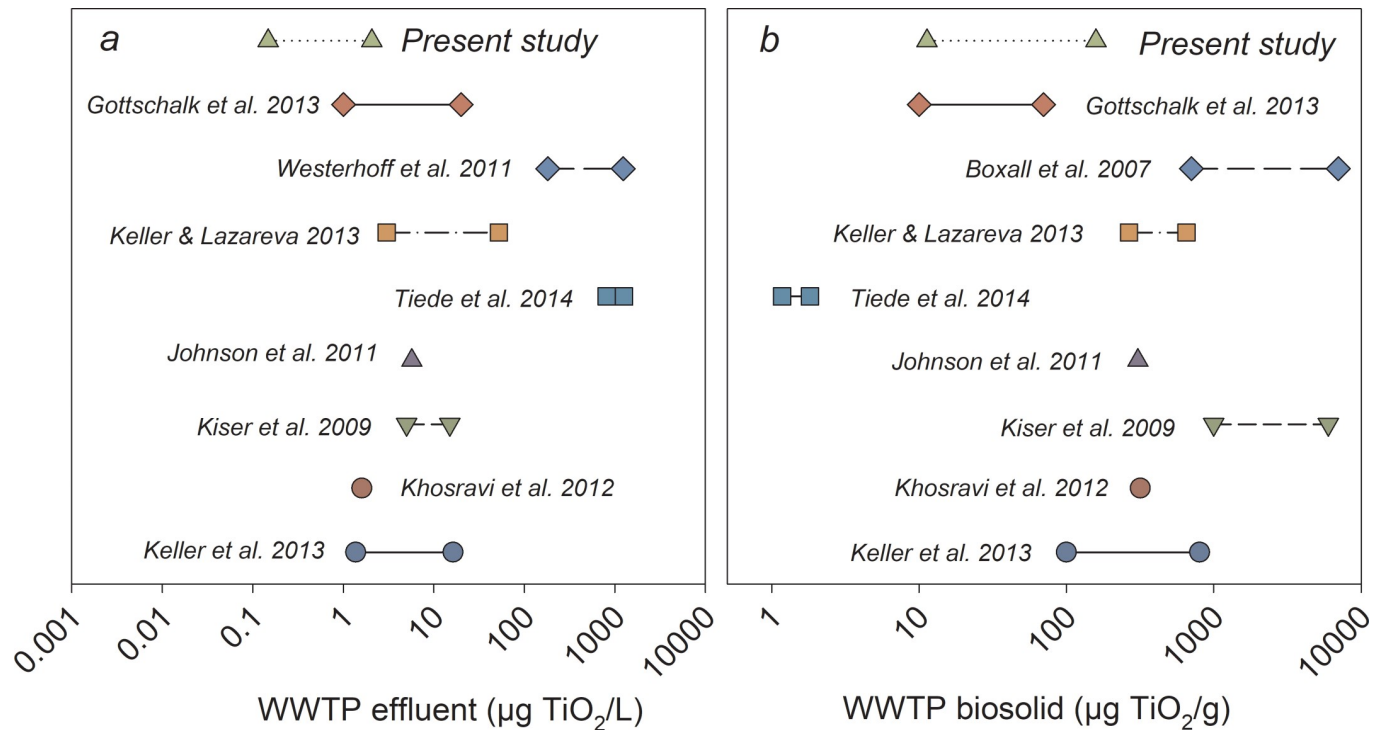 a
Present study
Gottschalk et al. 2013
Westerhoff et al. 2011
Keller & Lazareva 2013
Tiede et al. 2014
Johnson et al. 2011
Kiser et al. 2009
Khosravi et al. 2012
Keller et al. 2013
0.001
0.01
0.1
1
10
100
1000
10000
WWTP effluent (µg TiO₂/L)
b
Present study
Gottschalk et al. 2013
Boxall et al. 2007
Keller & Lazareva 2013
Tiede et al. 2014
Johnson et al. 2011
Kiser et al. 2009
Khosravi et al. 2012
Keller et al. 2013
1
10
100
1000
10000
WWTP biosolid (µg TiO₂/g)